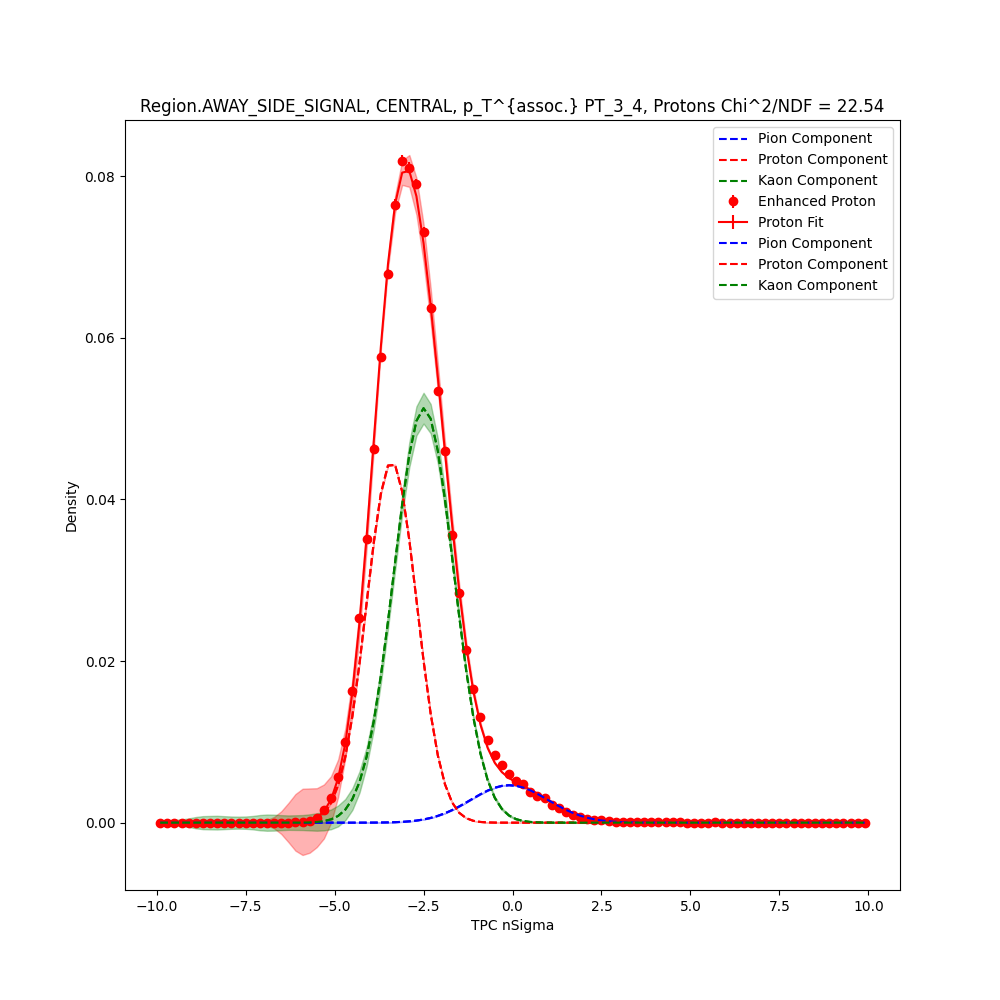 Region.AWAY_SIDE_SIGNAL, CENTRAL, p_T^{assoc.} PT_3_4, Protons Chi^2/NDF = 22.54
Pion Component
Proton Component
Kaon Component
Enhanced Proton
Proton Fit
Pion Component
Proton Component
Kaon Component
0.08
0.06
0.04
0.02
0.00
Density
−10.0 −7.5 −5.0 −2.5 0.0 2.5 5.0 7.5 10.0
TPC nSigma